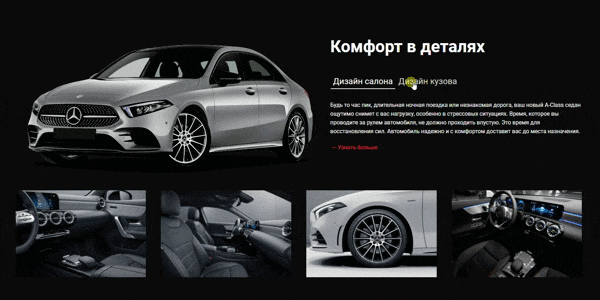 Комфорт в деталях
Дизайн салона Дизайн кузова
Будь то час пик, длительная ночная поездка или незнакомая дорога, ваш новый A-Class седан
ощутимо снимет с вас нагрузку, особенно в стрессовых ситуациях. Время, которое вы
проводите за рулем автомобиля, не должно проходить впустую. Это время для
восстановления сил. Автомобиль надежно и с комфортом доставит вас до места назначения.
→ Узнать больше